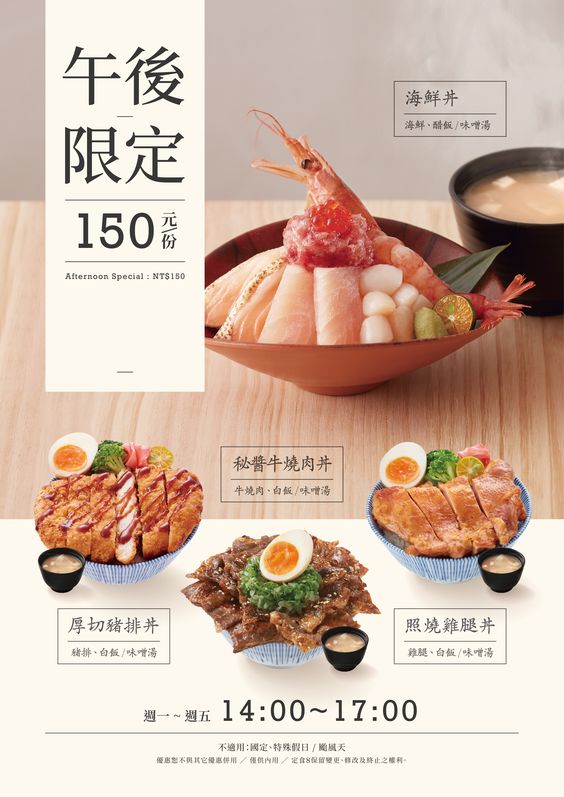 午後
限定
150元/份
Afternoon Special : NT$150
海鮮丼
海鮮、醋飯/味噌湯
秘醬牛燒肉丼
牛燒肉、白飯/味噌湯
厚切豬排丼
豬排、白飯/味噌湯
照燒雞腿丼
雞腿、白飯/味噌湯
週一~週五 14:00~17:00
不適用：國定、特殊假日 / 颱風天
優惠恕不與其它優惠併用 ／ 僅供內用 ／ 定食8保留變更、修改及終止之權利。